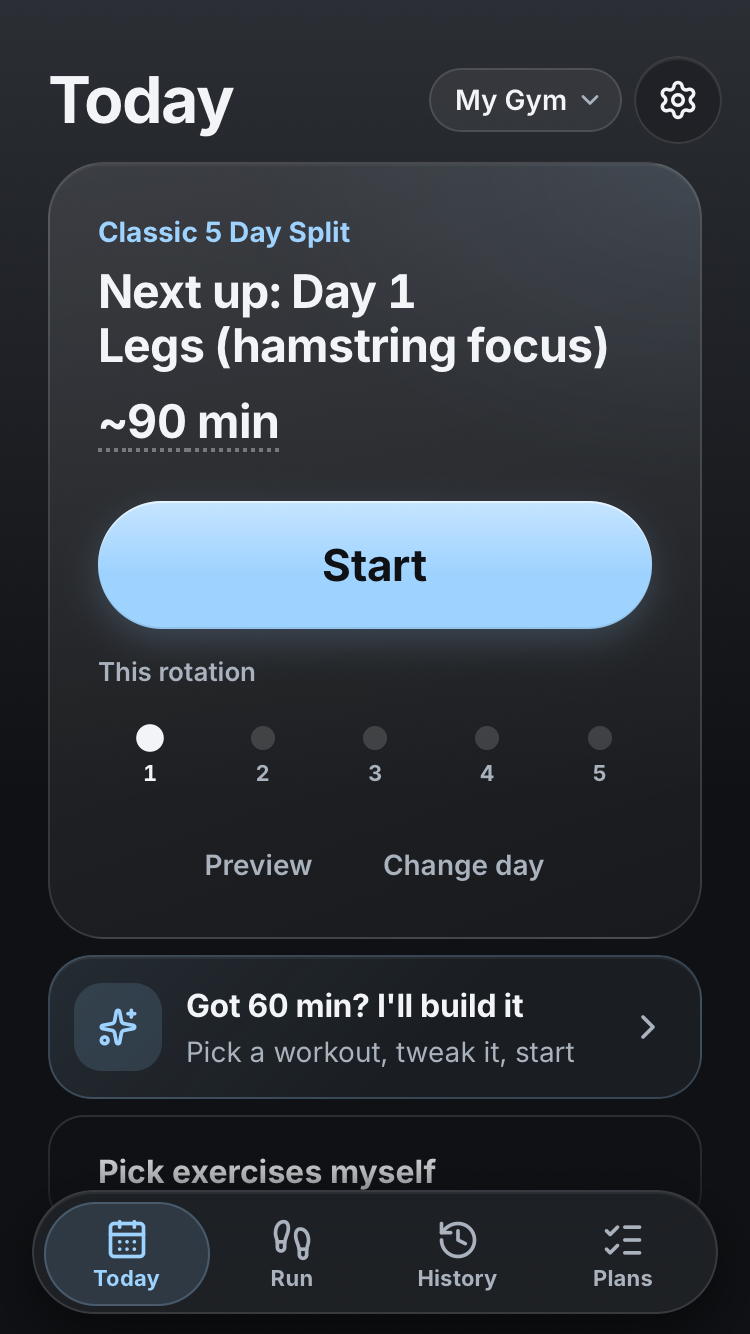 Today
My Gym
Classic 5 Day Split
Next up: Day 1
Legs (hamstring focus)
~90 min
Start
This rotation
1 2 3 4 5
Preview Change day
Got 60 min? I'll build it
Pick a workout, tweak it, start
Pick exercises myself
Today Run History Plans